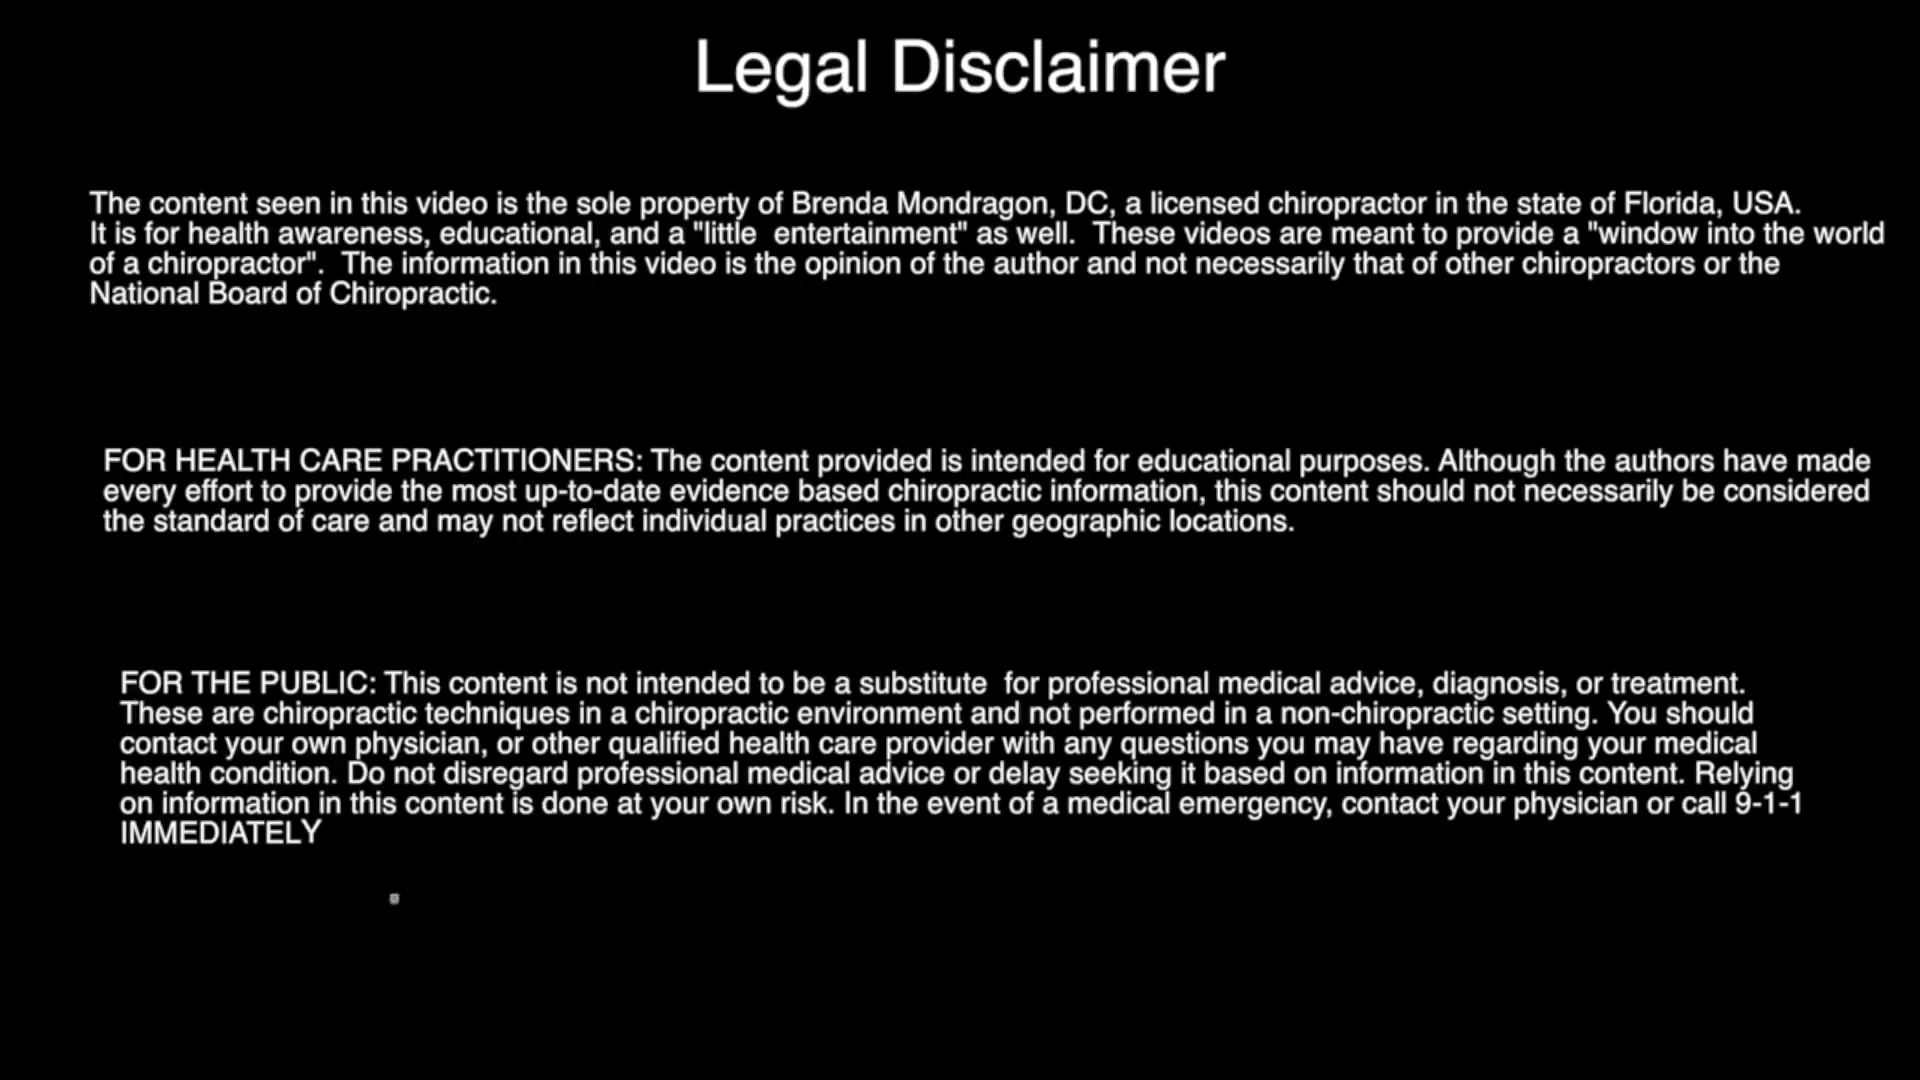 Legal Disclaimer
The content seen in this video is the sole property of Brenda Mondragon, DC, a licensed chiropractor in the state of Florida, USA.
It is for health awareness, educational, and a "little  entertainment" as well.  These videos are meant to provide a "window into the world
of a chiropractor".  The information in this video is the opinion of the author and not necessarily that of other chiropractors or the
National Board of Chiropractic.
FOR HEALTH CARE PRACTITIONERS: The content provided is intended for educational purposes. Although the authors have made
every effort to provide the most up-to-date evidence based chiropractic information, this content should not necessarily be considered
the standard of care and may not reflect individual practices in other geographic locations.
FOR THE PUBLIC: This content is not intended to be a substitute  for professional medical advice, diagnosis, or treatment.
These are chiropractic techniques in a chiropractic environment and not performed in a non-chiropractic setting. You should
contact your own physician, or other qualified health care provider with any questions you may have regarding your medical
health condition. Do not disregard professional medical advice or delay seeking it based on information in this content. Relying
on information in this content is done at your own risk. In the event of a medical emergency, contact your physician or call 9-1-1
IMMEDIATELY